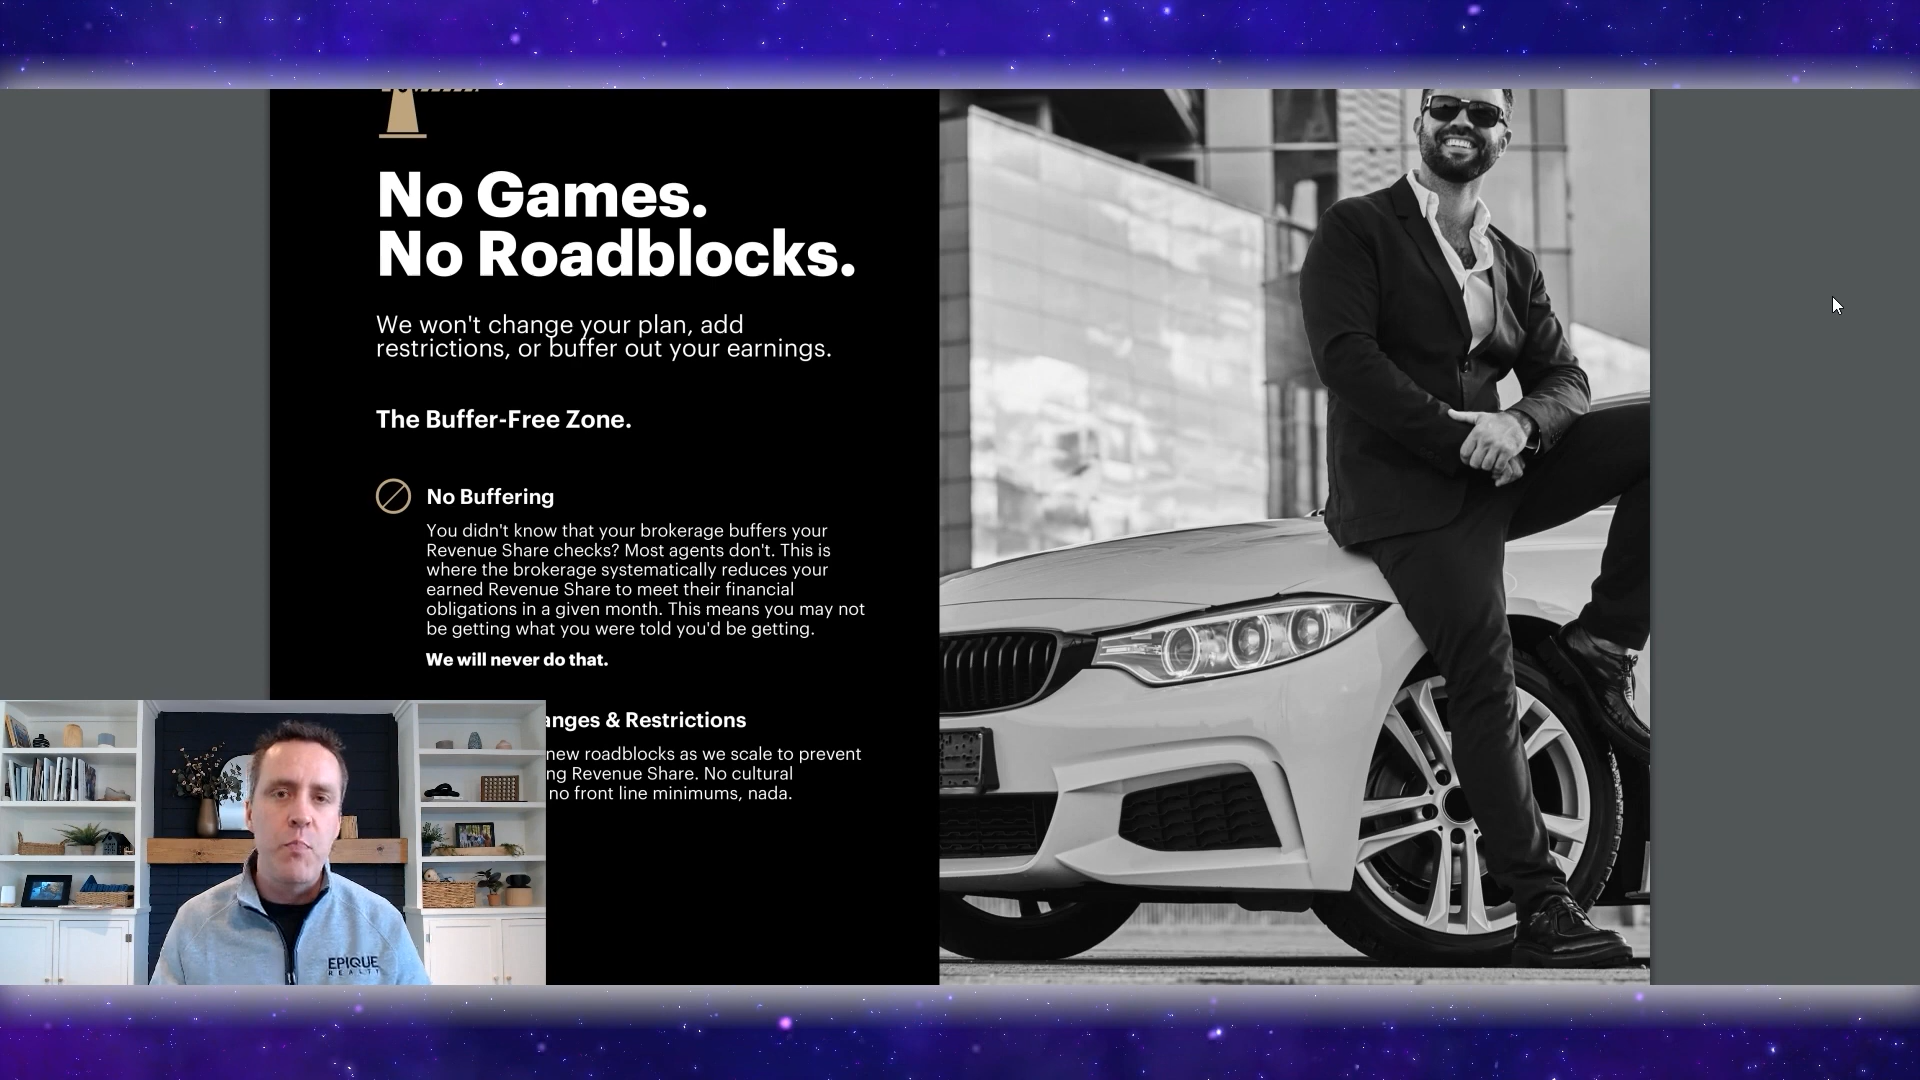 No Games.
No Roadblocks.
We won't change your plan, add
restrictions, or buffer out your earnings.
The Buffer-Free Zone.
No Buffering
You didn't know that your brokerage buffers your
Revenue Share checks? Most agents don't. This is
where the brokerage systematically reduces your
earned Revenue Share to meet their financial
obligations in a given month. This means you may not
be getting what you were told you'd be getting.
We will never do that.
anges & Restrictions
new roadblocks as we scale to prevent
ng Revenue Share. No cultural
no front line minimums, nada.
EPIQUE
REALTY